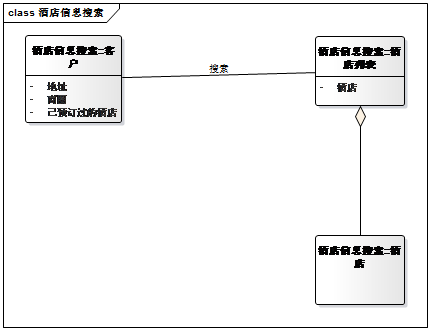 class 酒店信息搜索
酒店信息搜索::客
户
- 地址
- 商圈
- 已预订过的酒店
搜索
酒店信息搜索::酒
店列表
- 酒店
酒店信息搜索::酒
店